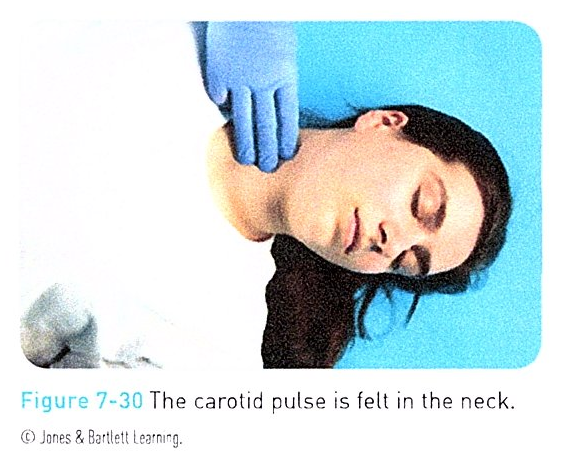 Figure 7-30 The carotid pulse is felt in the neck.
© Jones & Bartlett Learning.